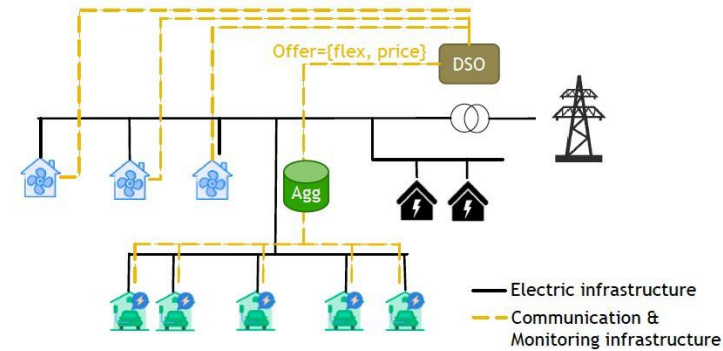 Offer={flex, price}
DSO
Agg
Electric infrastructure
Communication &
Monitoring infrastructure